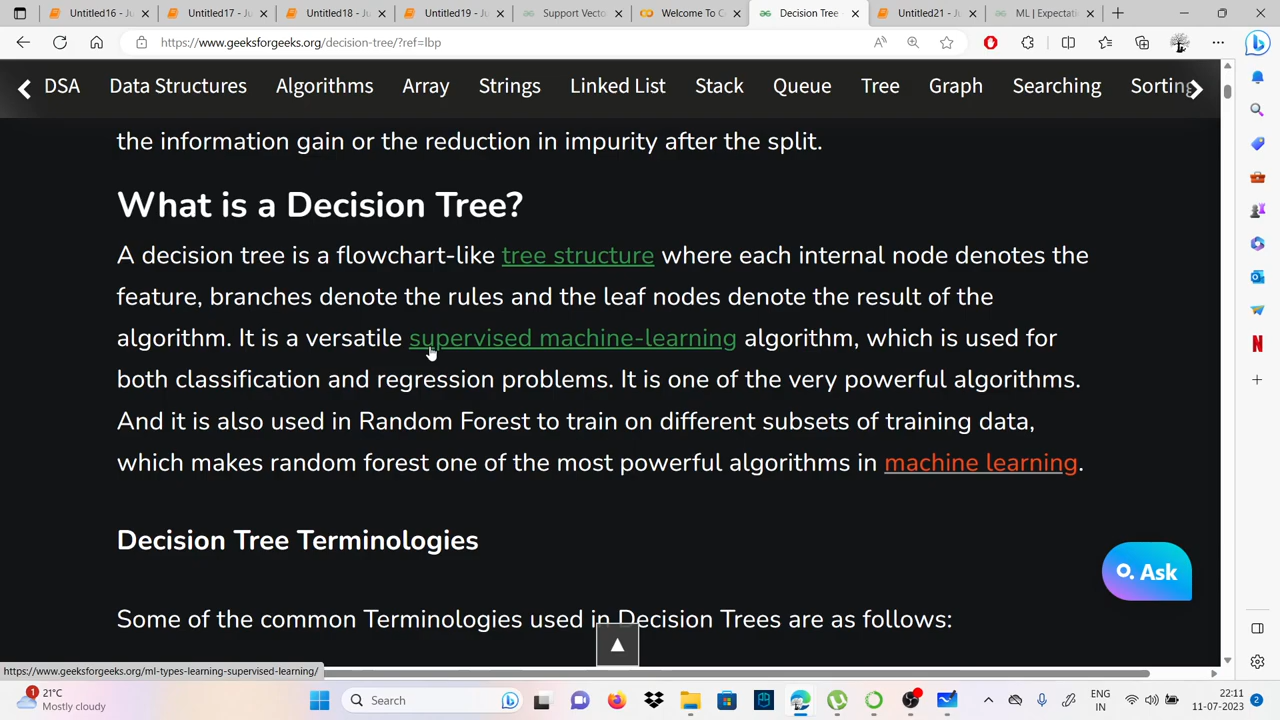 Untitled16 - Ju
Untitled17 - Ju
Untitled18 - Ju
Untitled19 - Ju
Support Vecto
Welcome To C
Decision Tree
Untitled21 - Ju
ML | Expectati
https://www.geeksforgeeks.org/decision-tree/?ref=lbp
DSA Data Structures Algorithms Array Strings Linked List Stack Queue Tree Graph Searching Sorting
the information gain or the reduction in impurity after the split.
What is a Decision Tree?
A decision tree is a flowchart-like tree structure where each internal node denotes the
feature, branches denote the rules and the leaf nodes denote the result of the
algorithm. It is a versatile supervised machine-learning algorithm, which is used for
both classification and regression problems. It is one of the very powerful algorithms.
And it is also used in Random Forest to train on different subsets of training data,
which makes random forest one of the most powerful algorithms in machine learning.
Decision Tree Terminologies
Ask
Some of the common Terminologies used in Decision Trees are as follows:
https://www.geeksforgeeks.org/ml-types-learning-supervised-learning/
1
21°C
Mostly cloudy
Search
ENG
IN
22:11
11-07-2023
2